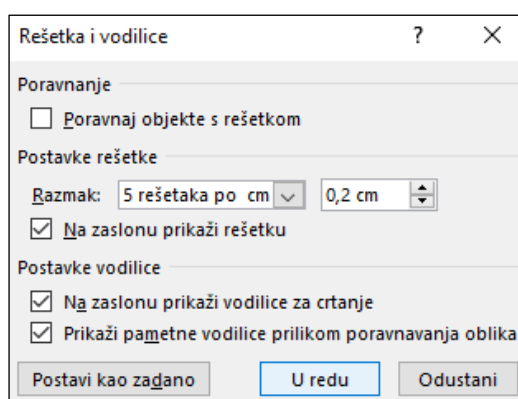 Rešetka i vodilice ? ×
Poravnanje
Poravnaj objekte s rešetkom
Postavke rešetke
Razmak: 5 rešetaka po cm 0,2 cm
Na zaslonu prikaži rešetku
Postavke vodilice
Na zaslonu prikaži vodilice za crtanje
Prikaži pametne vodilice prilikom poravnavanja oblika
Postavi kao zadano U redu Odustani